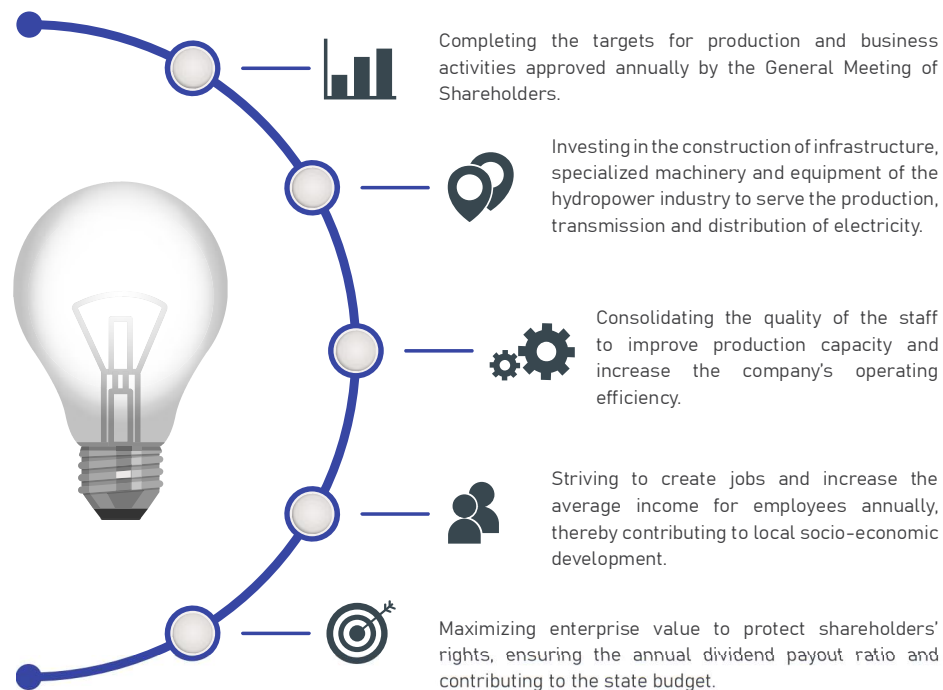 Completing the targets for production and business
activities approved annually by the General Meeting of
Shareholders.
Investing in the construction of infrastructure,
specialized machinery and equipment of the
hydropower industry to serve the production,
transmission and distribution of electricity.
Consolidating the quality of the staff
to improve production capacity and
increase the company's operating
efficiency.
Striving to create jobs and increase the
average income for employees annually,
thereby contributing to local socio-economic
development.
Maximizing enterprise value to protect shareholders'
rights, ensuring the annual dividend payout ratio and
contributing to the state budget.